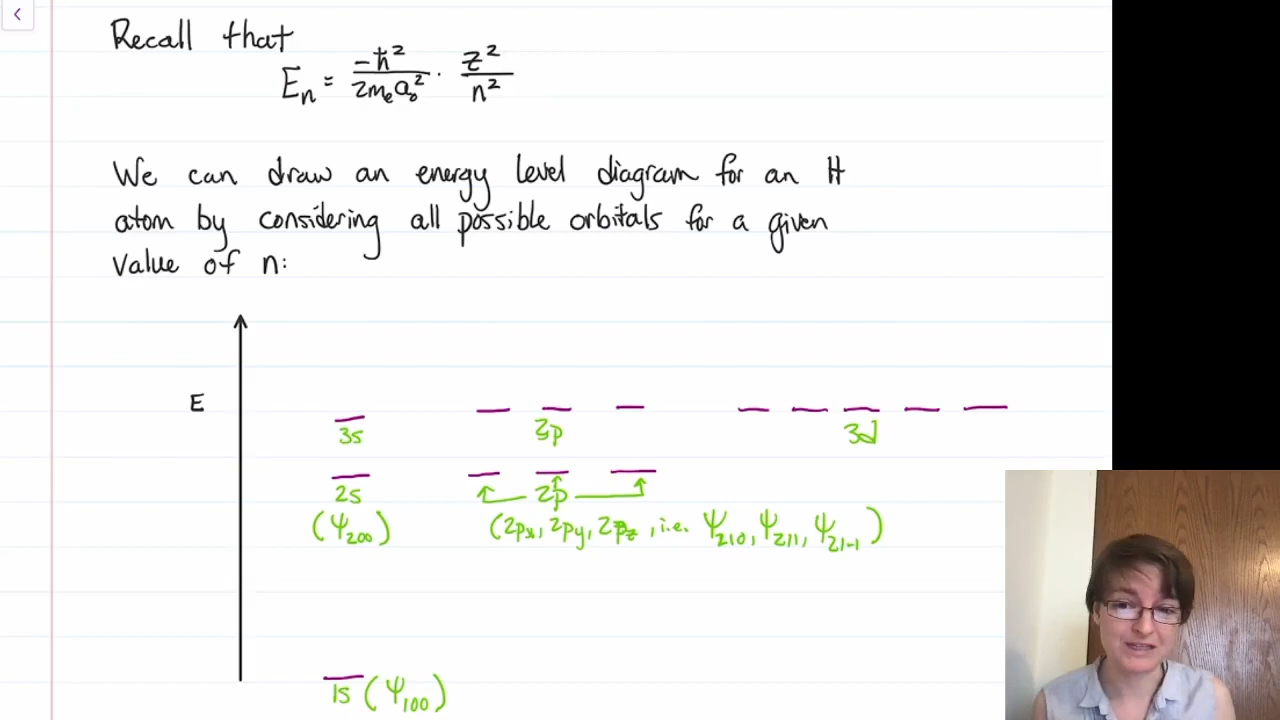 Recall that
Eₙ = -ħ²/2mₑa₀² · Z²/n²
We can draw an energy level diagram for an H
atom by considering all possible orbitals for a given
value of n:
E
3s 3p 3d
2s 2p
(Ψ₂₀₀) (2pₓ, 2py, 2pz, i.e. Ψ₂₁₀, Ψ₂₁₁, Ψ₂₁₋₁)
1s (Ψ₁₀₀)